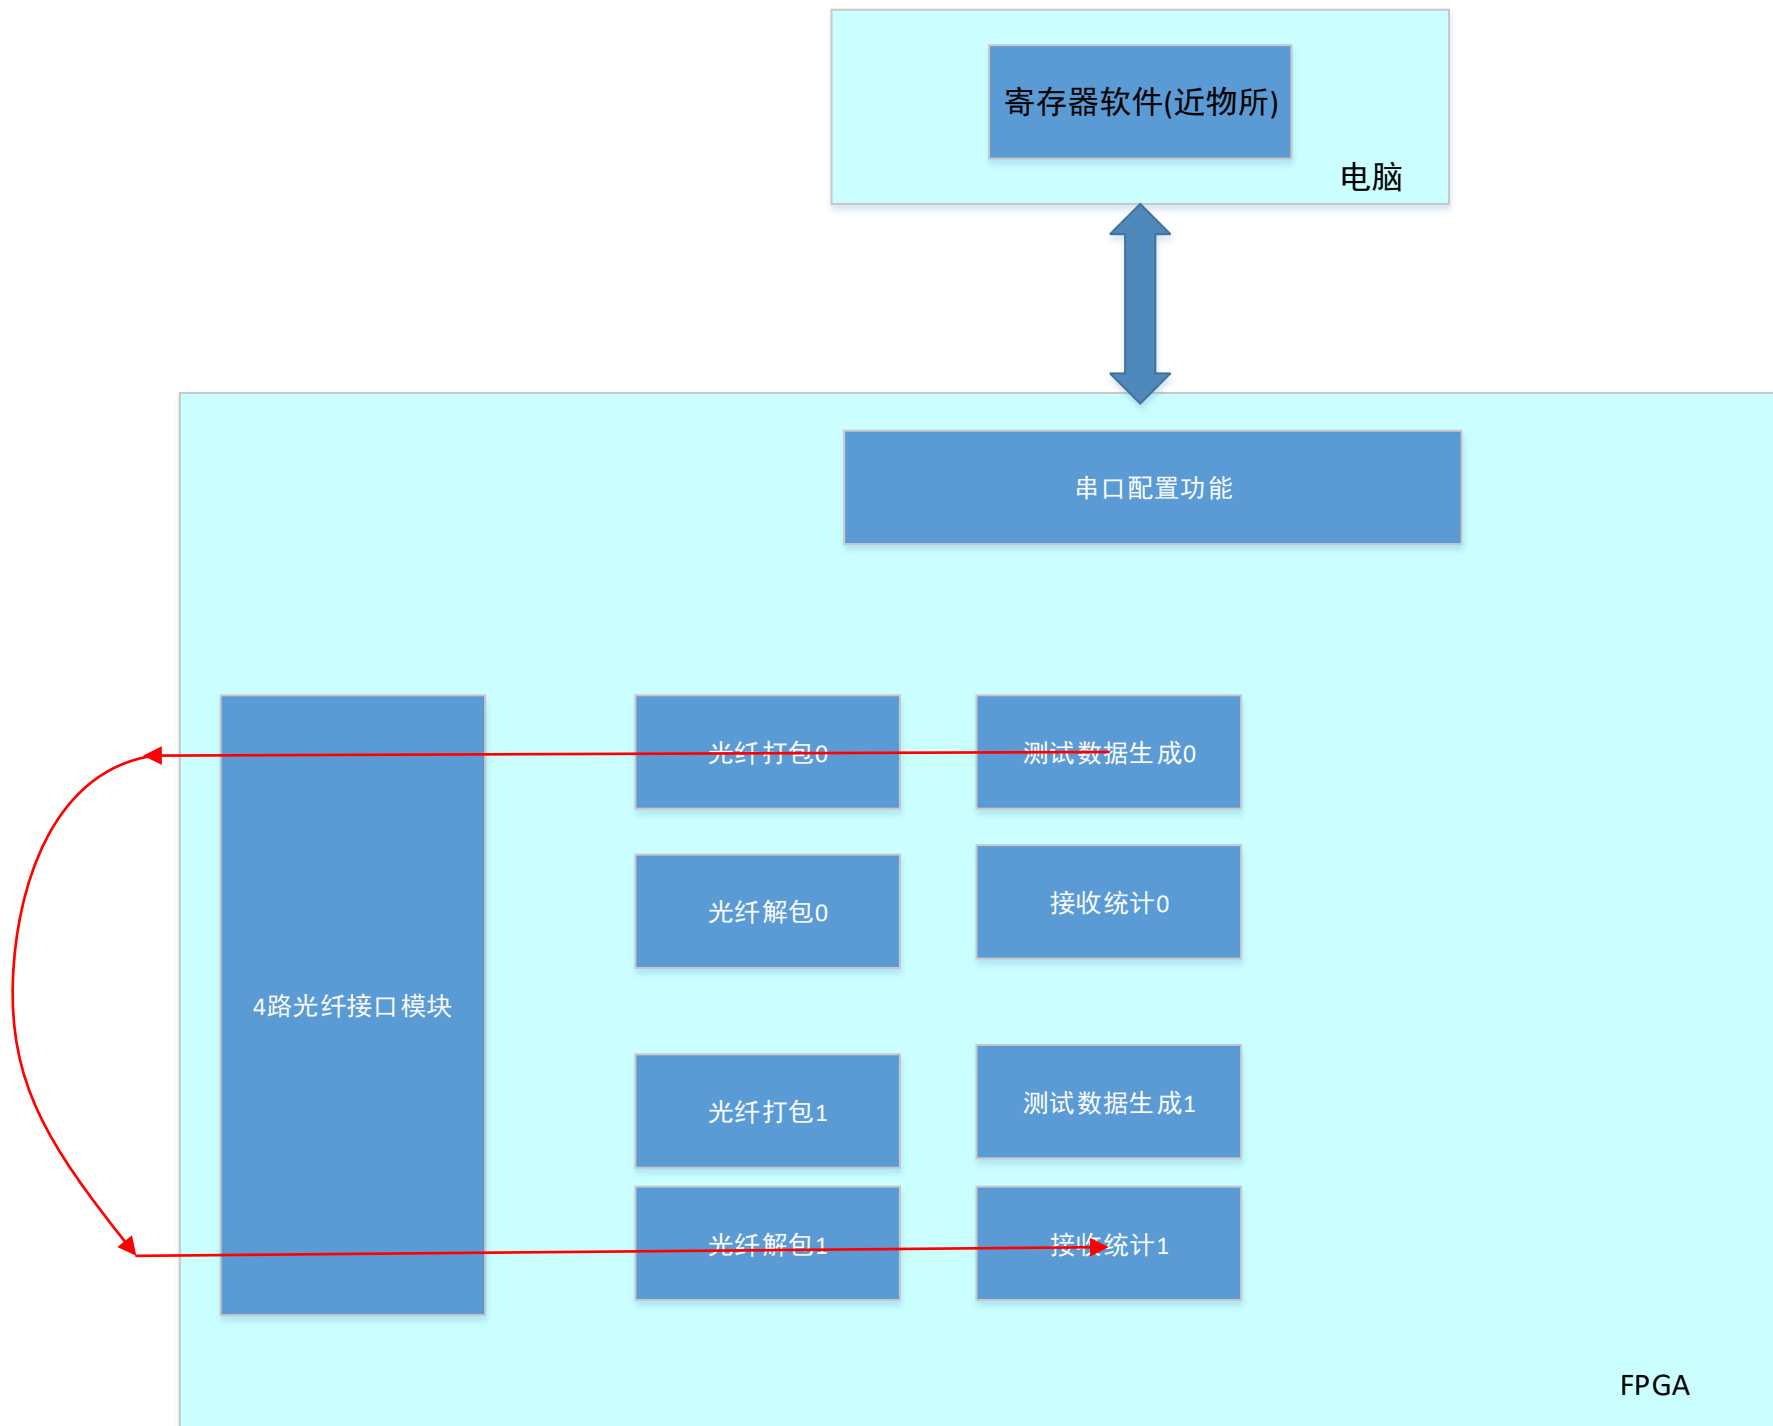 寄存器软件(近物所)
电脑
串口配置功能
光纤打包0
测试数据生成0
光纤解包0
接收统计0
4路光纤接口模块
光纤打包1
测试数据生成1
光纤解包1
接收统计1
FPGA